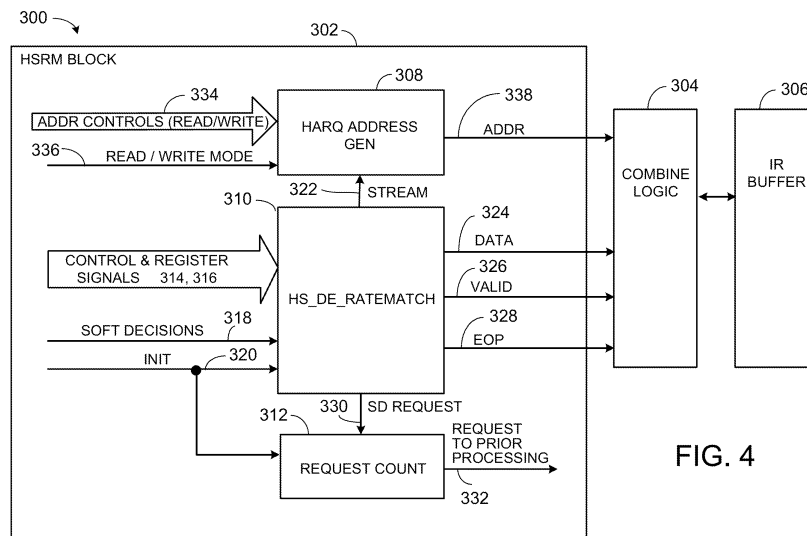 300
302
HSRM BLOCK
308
334
ADDR CONTROLS (READ/WRITE)
HARQ ADDRESS
GEN
338
ADDR
304
306
336
READ / WRITE MODE
322
STREAM
COMBINE
LOGIC
IR
BUFFER
310
324
DATA
CONTROL & REGISTER
SIGNALS 314, 316
HS_DE_RATEMATCH
326
VALID
SOFT DECISIONS
318
328
EOP
INIT
320
330
SD REQUEST
312
REQUEST COUNT
REQUEST
TO PRIOR
PROCESSING
332
FIG. 4